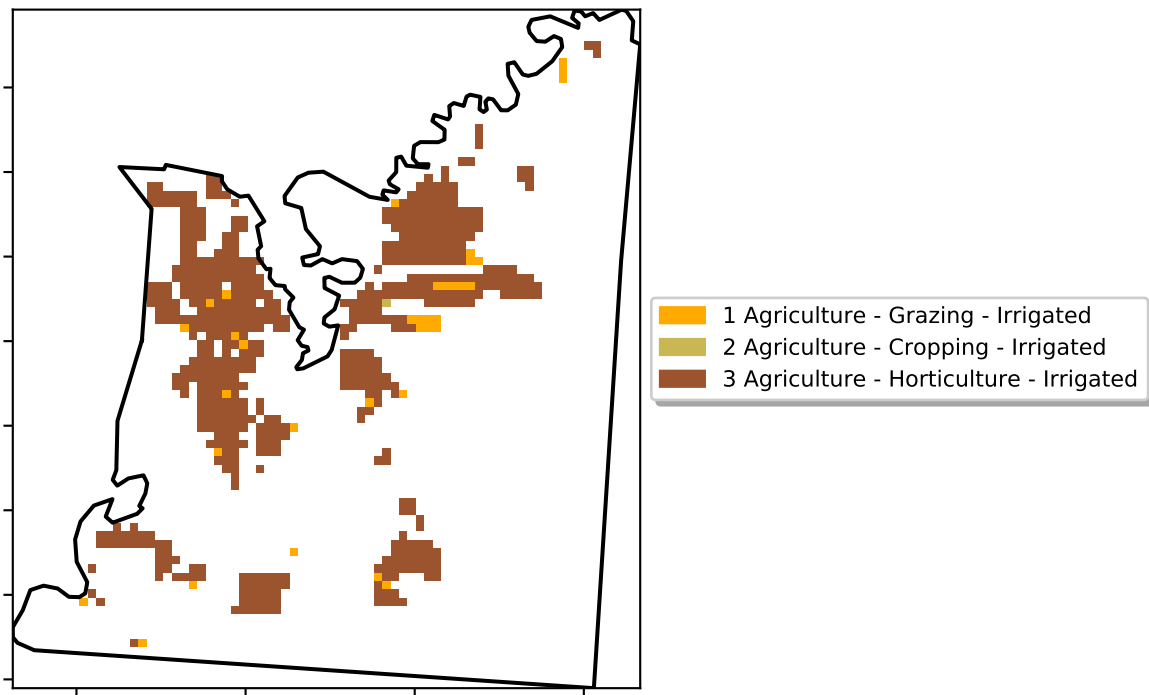 1 Agriculture - Grazing - Irrigated
2 Agriculture - Cropping - Irrigated
3 Agriculture - Horticulture - Irrigated